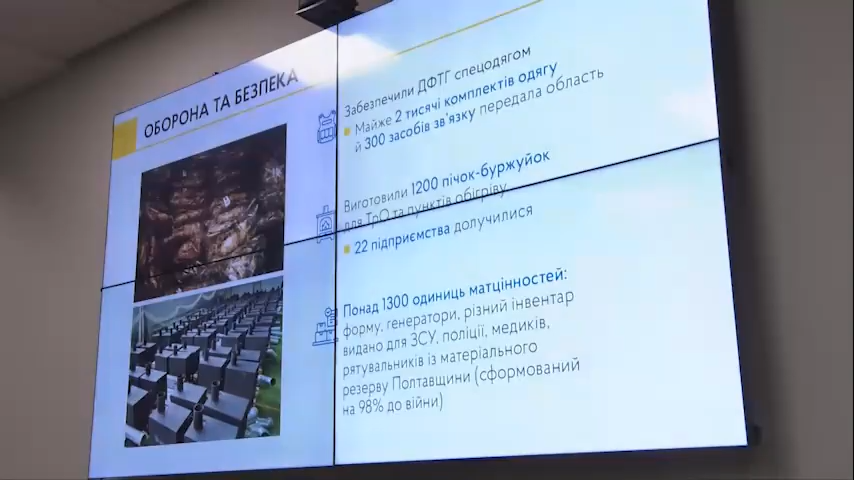 ОБОРОНА ТА БЕЗПЕКА
Забезпечили ДФТГ спецодягом
Майже 2 тисячі комплектів одягу
й 300 засобів зв'язку передала область
Виготовили 1200 пічок-буржуйок
для ТрО та пунктів обігріву
22 підприємства долучилися
Понад 1300 одиниць матцінностей:
форму, генератори, різний інвентар
видано для ЗСУ, поліції, медиків,
рятувальників із матеріального
резерву Полтавщини (сформований
на 98% до війни)